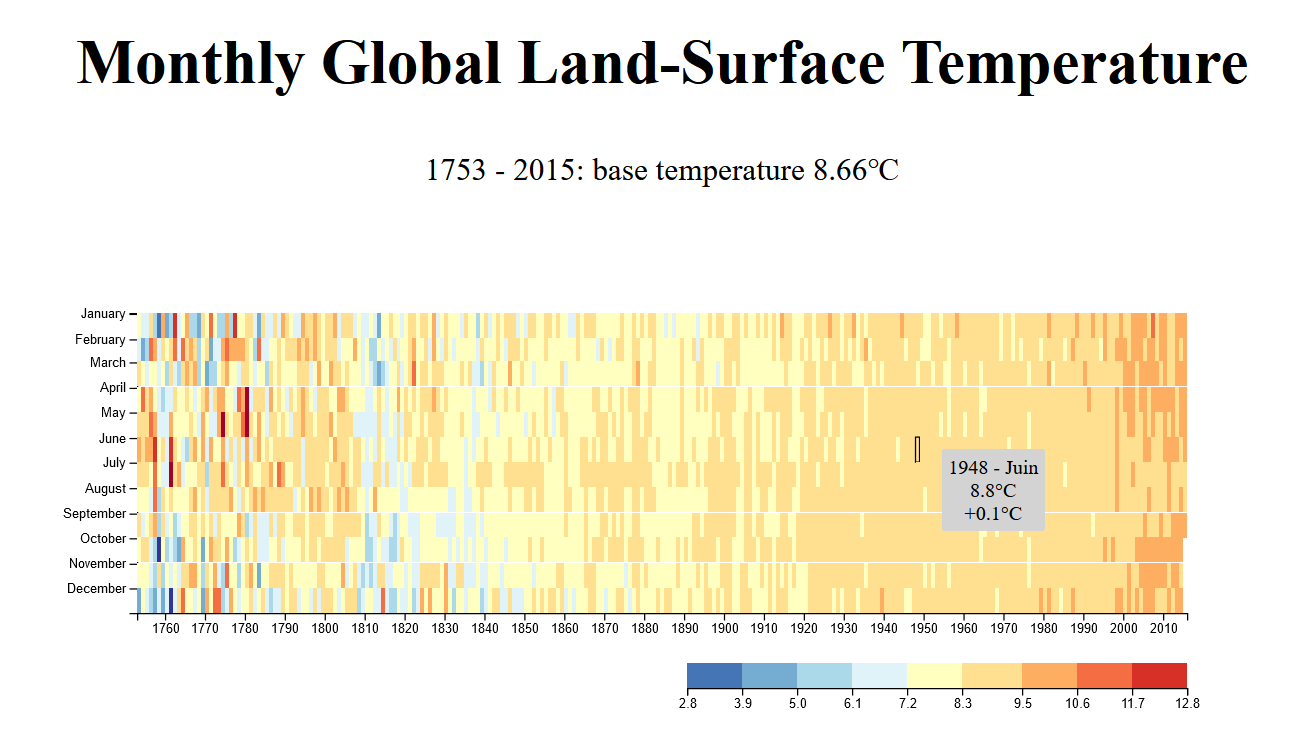 Monthly Global Land-Surface Temperature
1753 - 2015: base temperature 8.66℃
January
February
March
April
May
June
July
August
September
October
November
December
1948 - Juin
8.8℃
+0.1℃
1760 1770 1780 1790 1800 1810 1820 1830 1840 1850 1860 1870 1880 1890 1900 1910 1920 1930 1940 1950 1960 1970 1980 1990 2000 2010
2.8 3.9 5.0 6.1 7.2 8.3 9.5 10.6 11.7 12.8